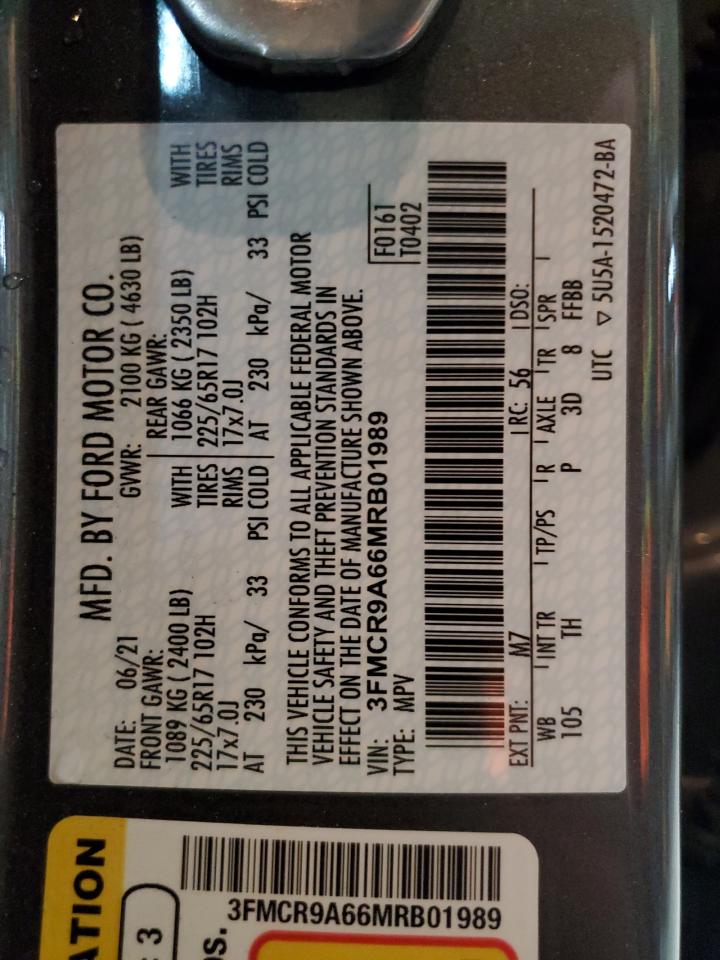 MFD. BY FORD MOTOR CO.
DATE: 06/21 GVWR: 2100 KG ( 4630 LB)
FRONT GAWR: REAR GAWR:
1089 KG ( 2400 LB) WITH 1066 KG ( 2350 LB) WITH
225/65R17 102H TIRES 225/65R17 102H TIRES
17x7.0J RIMS 17x7.0J RIMS
AT 230 kPa/ 33 PSI COLD AT 230 kPa/ 33 PSI COLD
THIS VEHICLE CONFORMS TO ALL APPLICABLE FEDERAL MOTOR
VEHICLE SAFETY AND THEFT PREVENTION STANDARDS IN
EFFECT ON THE DATE OF MANUFACTURE SHOWN ABOVE.
VIN: 3FMCR9A66MRB01989 F0161
TYPE: MPV T0402
EXT PNT: M7 RC: 56 DSO:
WB INT TR TP/PS R AXLE TR SPR
105 TH P 3D 8 FFBB
UTC ▽ 5U5A-1520472-BA
ATION
3
os.
3FMCR9A66MRB01989